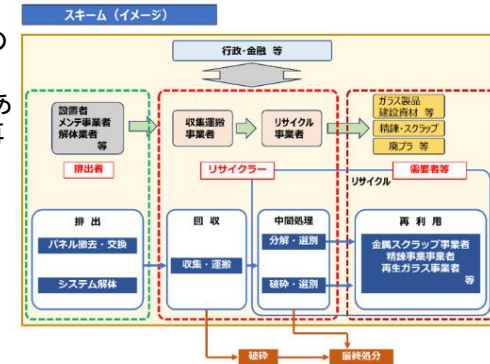 スキーム（イメージ）
の
あ
行政・金融 等
設置者
メンテ事業者
解体業者
等
収集運搬
事業者
リサイクル
事業者
ガラス製品
建設資材 等
精錬・スクラップ
廃プラ 等
排出者
リサイクラー
需要者等
リサイクル
排 出
パネル撤去・交換
システム解体
回 収
収集・運搬
中間処理
分解・選別
破砕・選別
再 利 用
金属スクラップ事業者
精錬事業事業者
再生ガラス事業者
等
破砕
最終処分